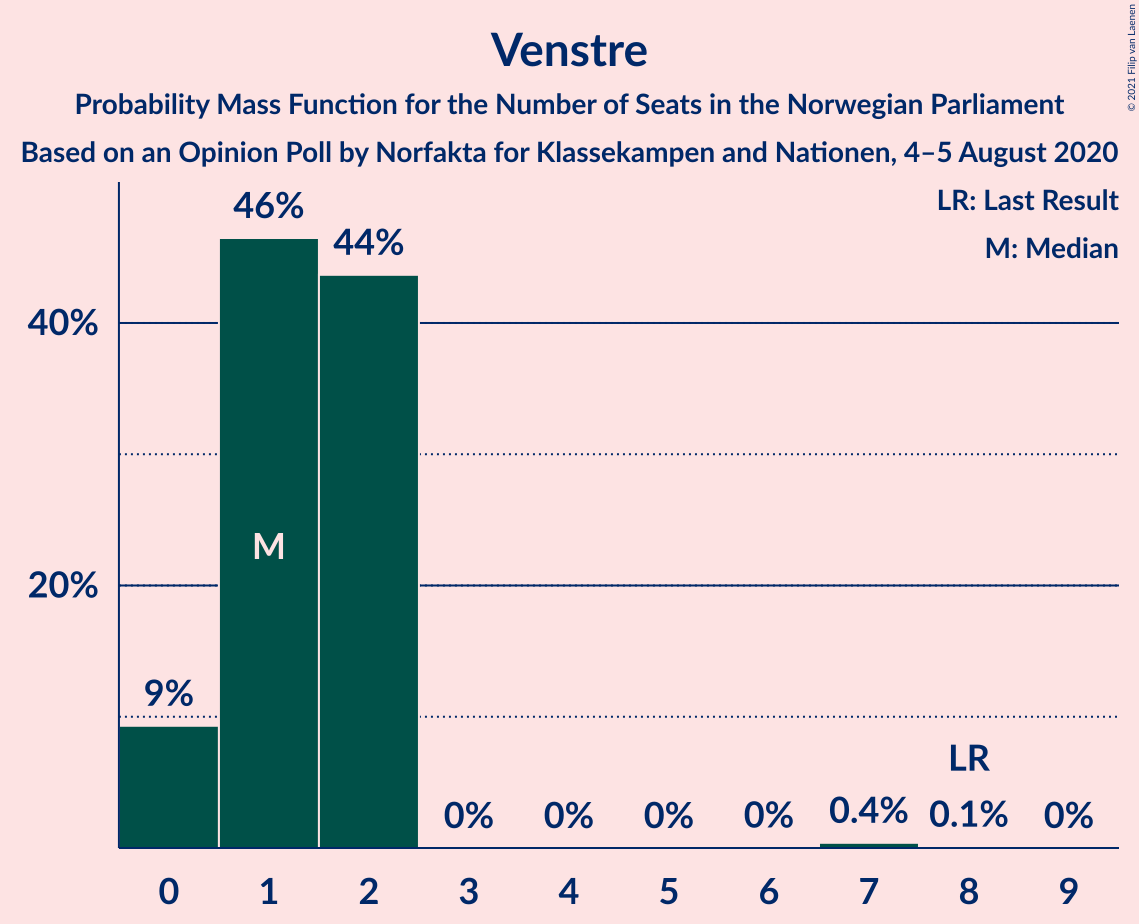 © 2021 Filip van Laenen
Venstre
Probability Mass Function for the Number of Seats in the Norwegian Parliament
Based on an Opinion Poll by Norfakta for Klassekampen and Nationen, 4–5 August 2020
LR: Last Result
M: Median
46%
44%
40%
M
20%
9%
LR
0%
0%
0%
0%
0.4%
0.1%
0%
0 1 2 3 4 5 6 7 8 9